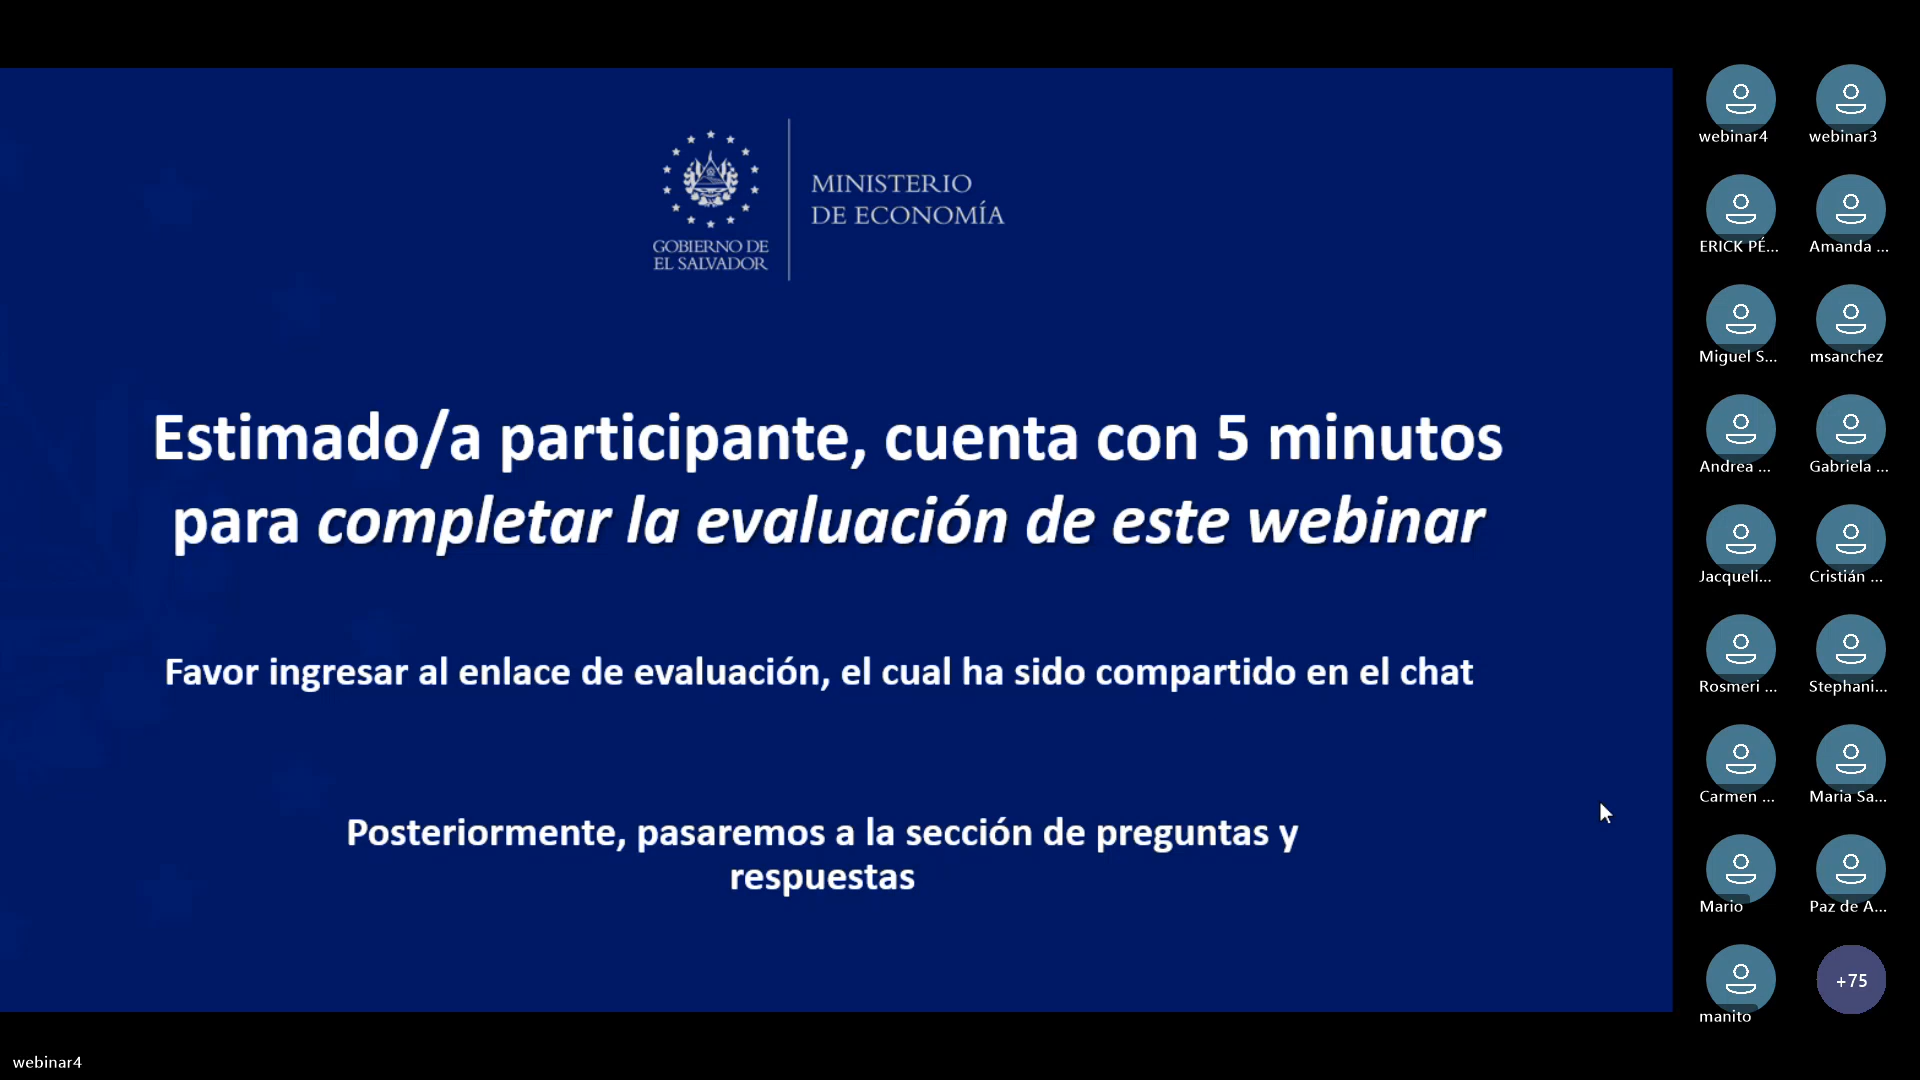 GOBIERNO DE
EL SALVADOR
MINISTERIO
DE ECONOMÍA
Estimado/a participante, cuenta con 5 minutos
para completar la evaluación de este webinar
Favor ingresar al enlace de evaluación, el cual ha sido compartido en el chat
Posteriormente, pasaremos a la sección de preguntas y
respuestas
webinar4
webinar3
ERICK PÉ...
Amanda ...
Miguel S...
msanchez
Andrea ...
Gabriela ...
Jacqueli...
Cristián ...
Rosmeri ...
Stephani...
Carmen ...
Maria Sa...
Mario
Paz de A...
manito
+75
webinar4